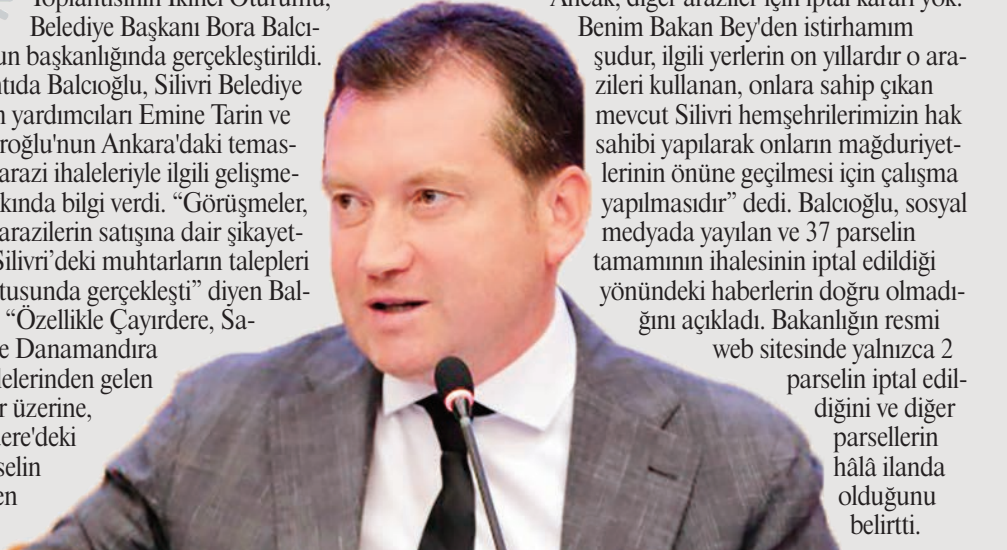 Toplantısının İkinci Oturumu,
Belediye Başkanı Bora Balcı-
un başkanlığında gerçekleştirildi.
ntıda Balcıoğlu, Silivri Belediye
n yardımcıları Emine Tarin ve
roğlu'nun Ankara'daki temas-
arazi ihaleleriyle ilgili gelişme-
kında bilgi verdi. “Görüşmeler,
arazilerin satışına dair şikayet-
Silivri’deki muhtarların talepleri
tusunda gerçekleşti” diyen Bal-
“Özellikle Çayırdere, Sa-
e Danamandıra
lelerinden gelen
r üzerine,
dere'deki
selin
en
Ancak, diğer araziler için iptal kararı yok.
Benim Bakan Bey'den istirhamım
şudur, ilgili yerlerin on yıllardır o ara-
zileri kullanan, onlara sahip çıkan
mevcut Silivri hemşehrilerimizin hak
sahibi yapılarak onların mağduriyet-
lerinin önüne geçilmesi için çalışma
yapılmasıdır” dedi. Balcıoğlu, sosyal
medyada yayılan ve 37 parselin
tamamının ihalesinin iptal edildiği
yönündeki haberlerin doğru olmadı-
ğını açıkladı. Bakanlığın resmi
web sitesinde yalnızca 2
parselin iptal edil-
diğini ve diğer
parsellerin
hâlâ ilanda
olduğunu
belirtti.